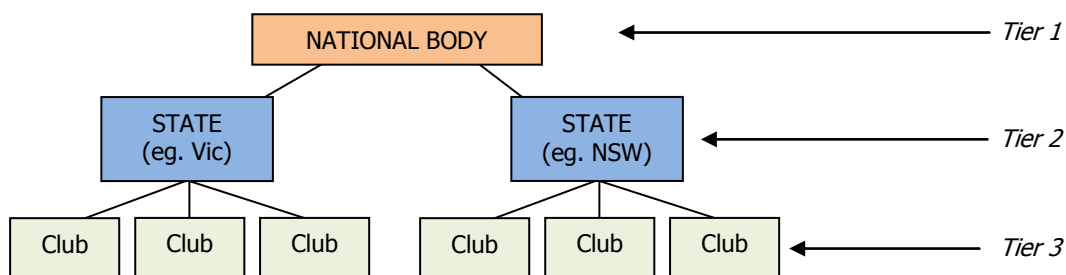 NATIONAL BODY
Tier 1
STATE
(eg. Vic)
STATE
(eg. NSW)
Tier 2
Club
Club
Club
Club
Club
Club
Tier 3